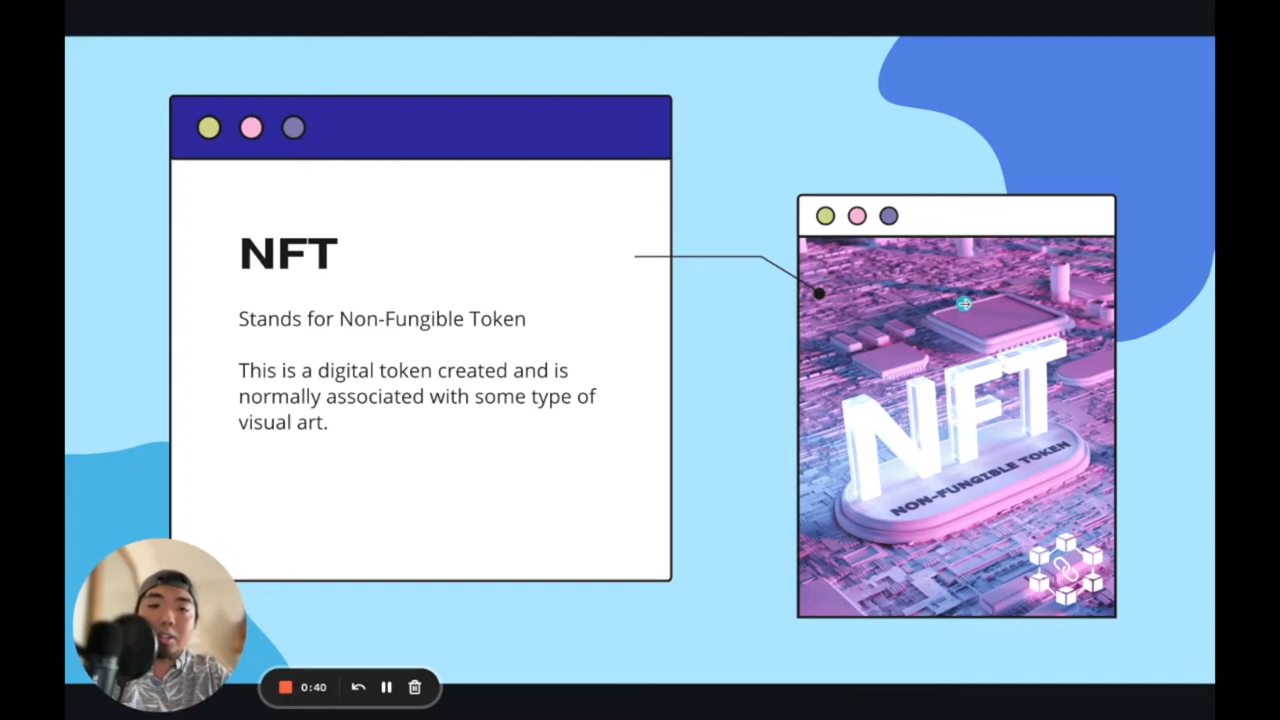 NFT
Stands for Non-Fungible Token
This is a digital token created and is
normally associated with some type of
visual art.
NFT
NON-FUNGIBLE TOKEN
0:40